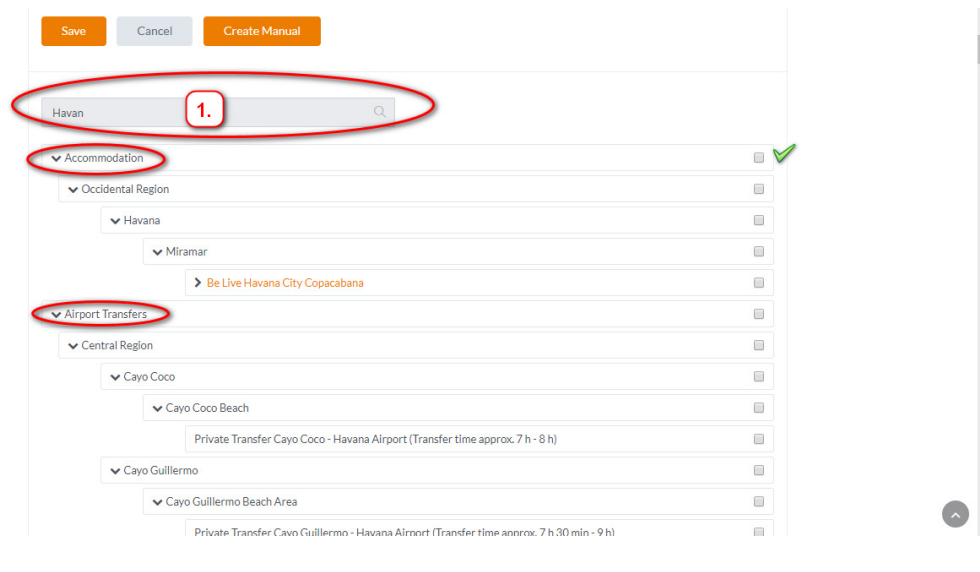 Save Cancel Create Manual
Havan 1.
Accommodation
Occidental Region
Havana
Miramar
Be Live Havana City Copacabana
Airport Transfers
Central Region
Cayo Coco
Cayo Coco Beach
Private Transfer Cayo Coco - Havana Airport (Transfer time approx. 7 h - 8 h)
Cayo Guillermo
Cayo Guillermo Beach Area
Private Transfer Cayo Guillermo - Havana Airport (Transfer time approx. 7 h 30 min - 9 h)